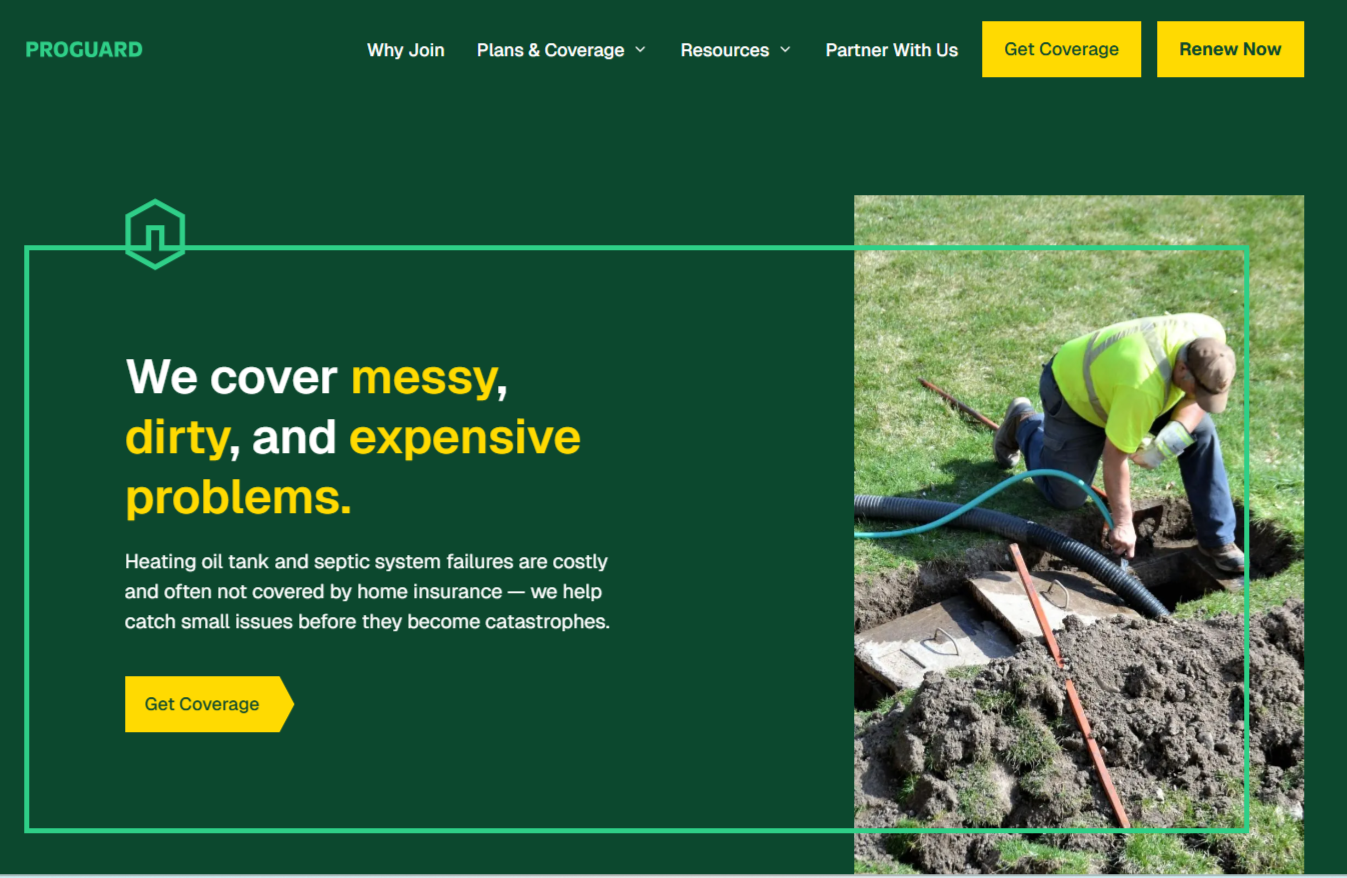 PROGUARD
Why Join
Plans & Coverage
Resources
Partner With Us
Get Coverage
Renew Now
We cover messy,
dirty, and expensive
problems.
Heating oil tank and septic system failures are costly
and often not covered by home insurance — we help
catch small issues before they become catastrophes.
Get Coverage